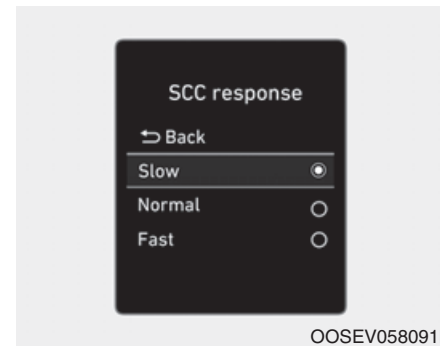 SCC response
Back
Slow
Normal
Fast
OOSEV058091